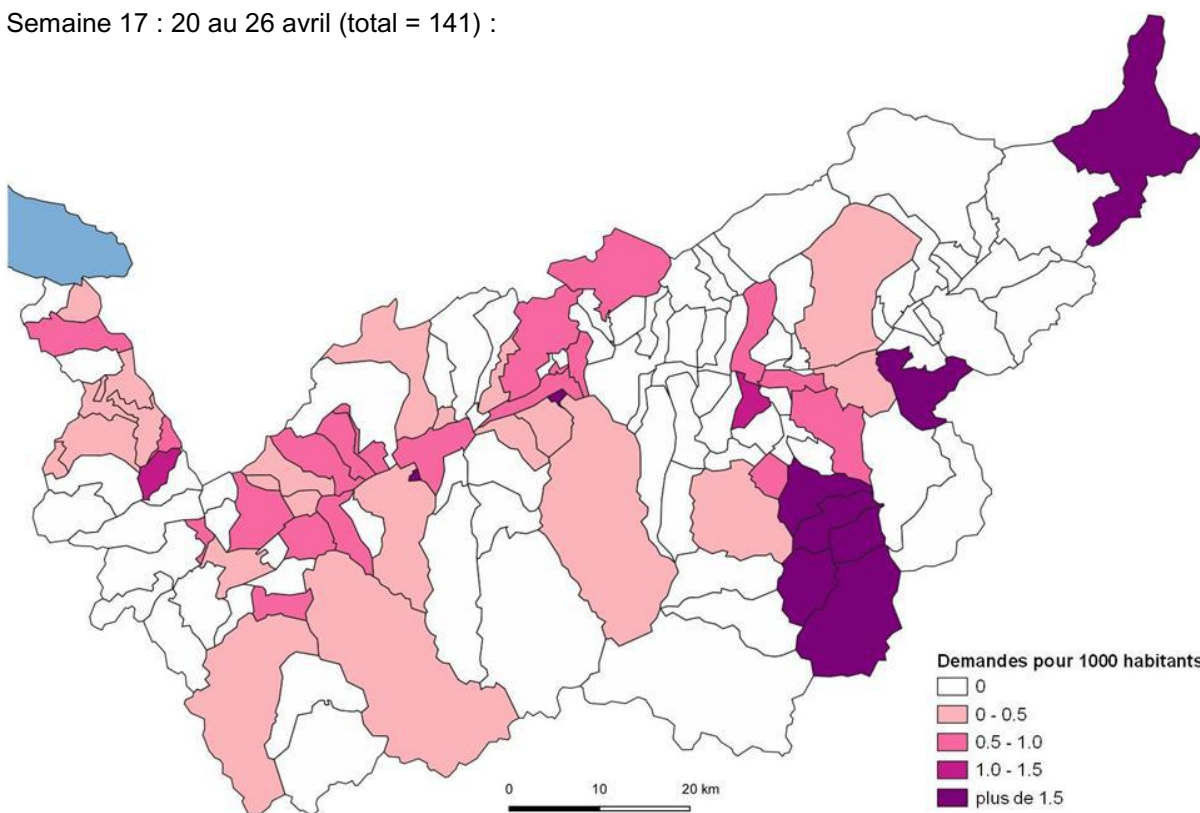 Semaine 17 : 20 au 26 avril (total = 141) :
Demandes pour 1000 habitants
0
0 - 0.5
0.5 - 1.0
1.0 - 1.5
plus de 1.5
0 10 20 km